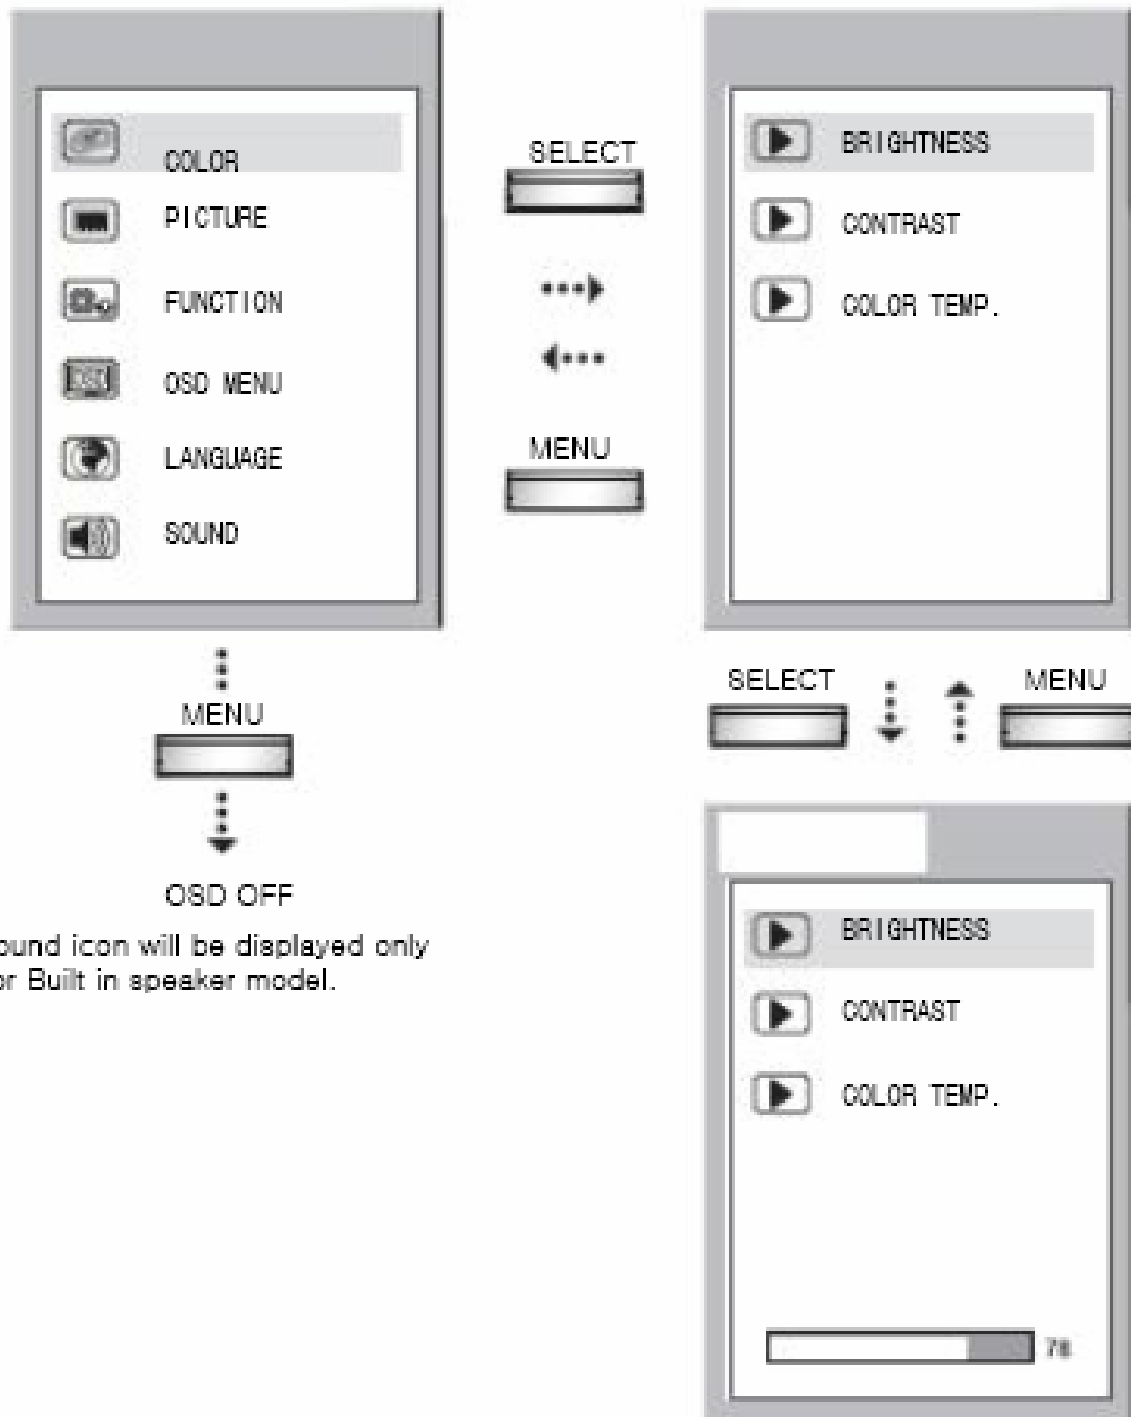 COLOR
PICTURE
FUNCTION
OSD MENU
LANGUAGE
SOUND
SELECT
MENU
BRIGHTNESS
CONTRAST
COLOR TEMP.
MENU
OSD OFF
ound icon will be displayed only
or Built in speaker model.
SELECT
MENU
BRIGHTNESS
CONTRAST
COLOR TEMP.